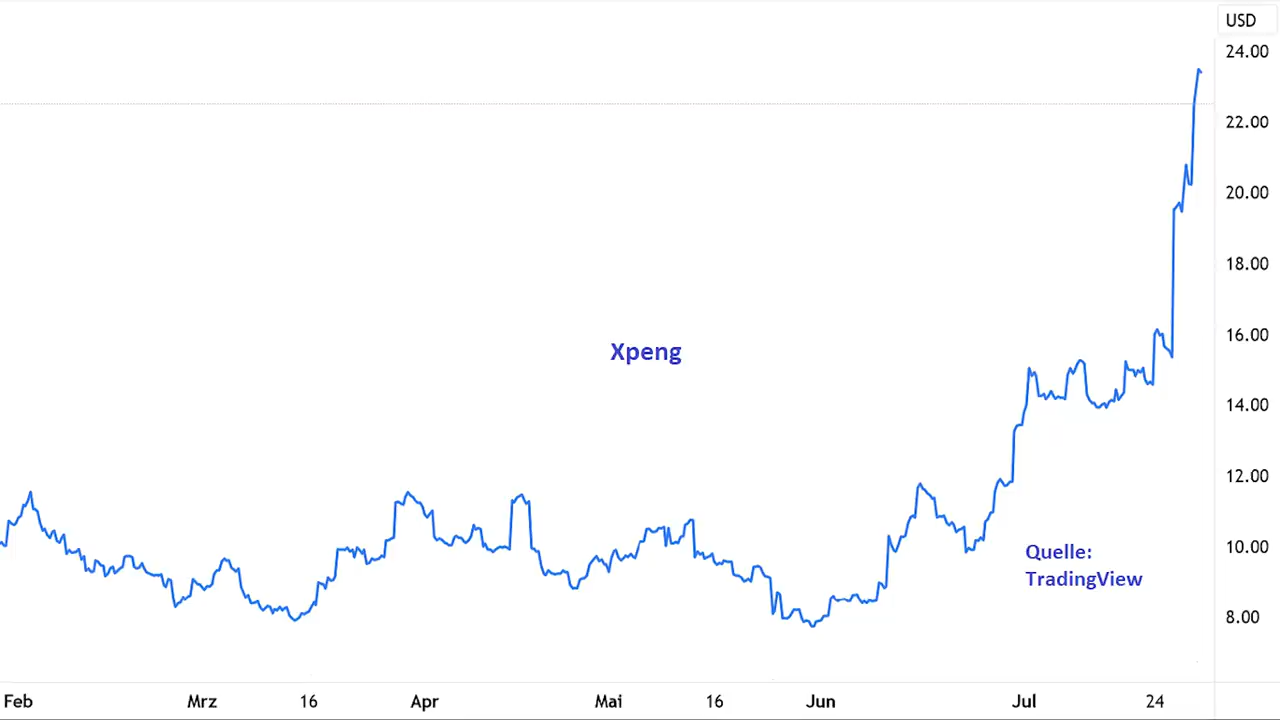 USD
24.00
22.00
20.00
18.00
16.00
14.00
12.00
10.00
8.00
Xpeng
Quelle:
TradingView
Feb Mrz 16 Apr Mai 16 Jun Jul 24